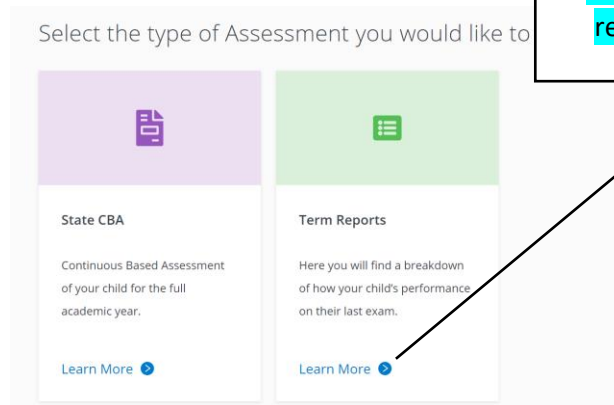 Select the type of Assessment you would like to
re
State CBA
Continuous Based Assessment
of your child for the full
academic year.
Learn More
Term Reports
Here you will find a breakdown
of how your child's performance
on their last exam.
Learn More